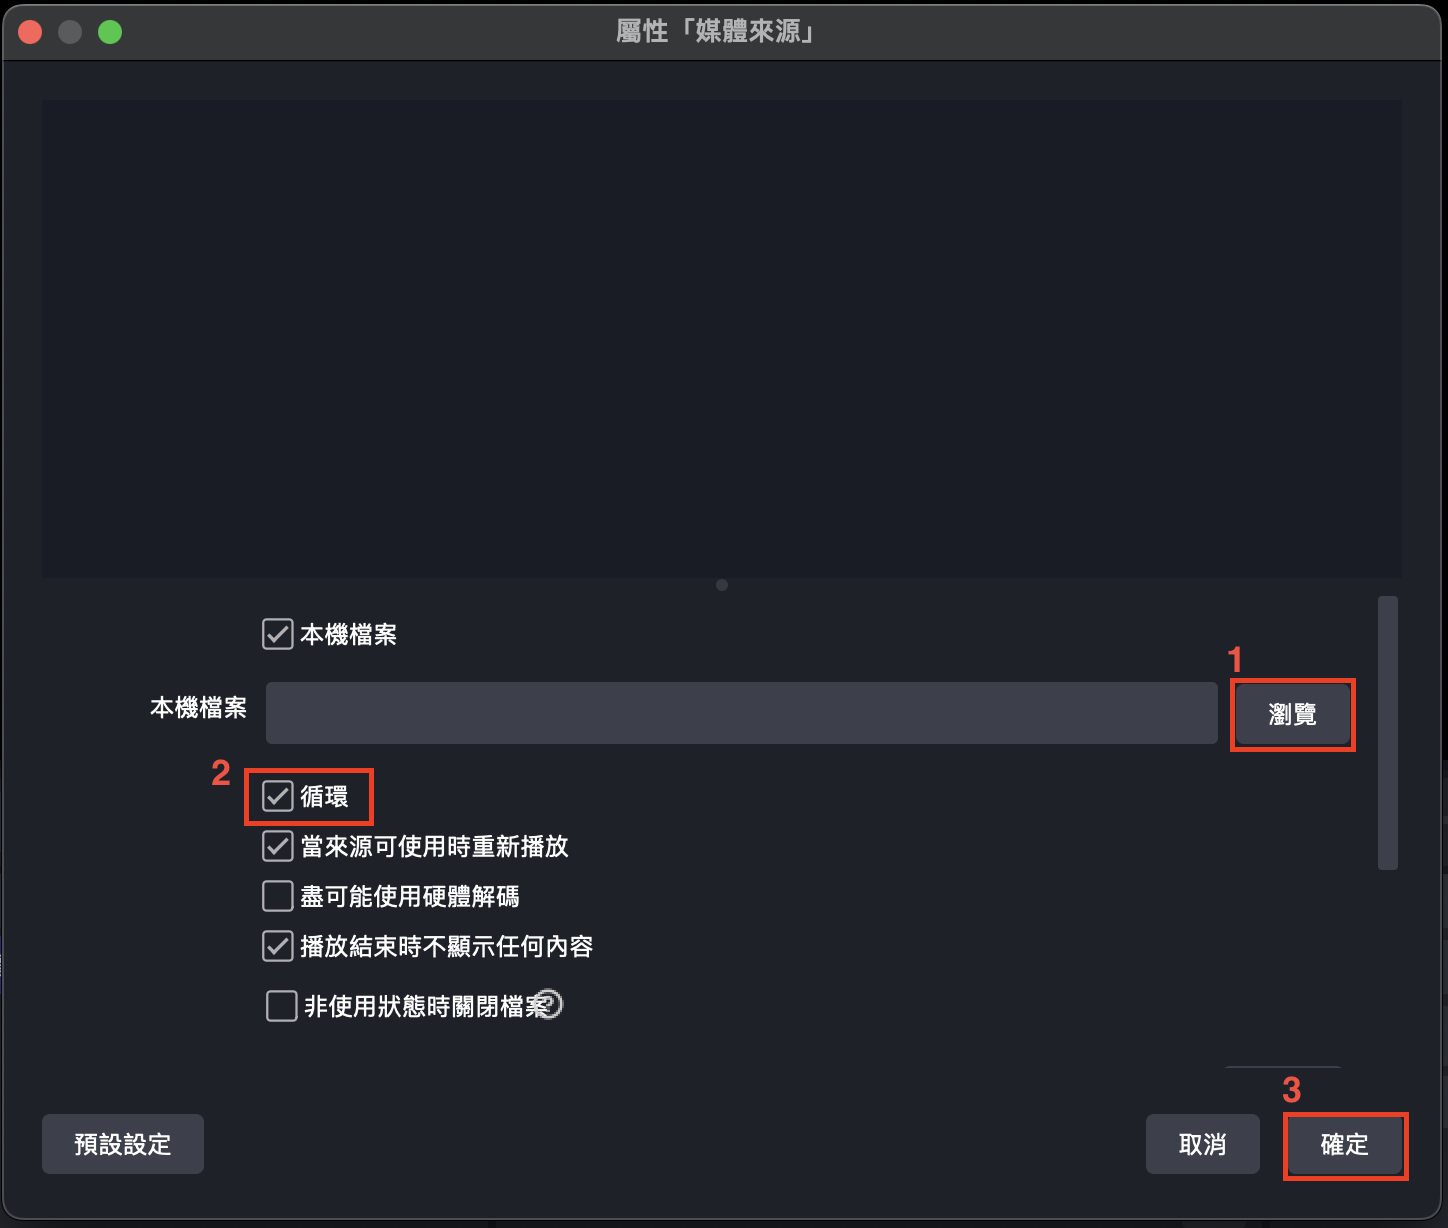 屬性「媒體來源」
本機檔案
1
本機檔案
瀏覽
2
循環
當來源可使用時重新播放
盡可能使用硬體解碼
播放結束時不顯示任何內容
非使用狀態時關閉檔案?
3
預設設定
取消
確定